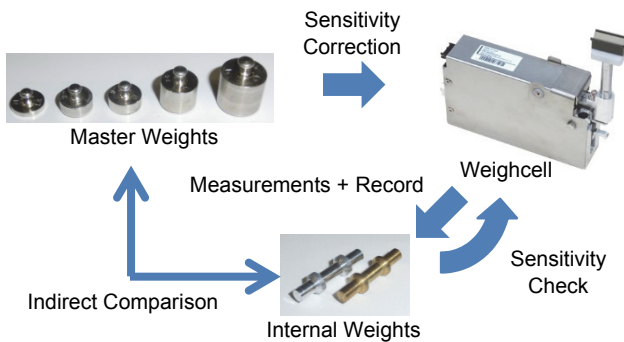 Sensitivity
Correction
Master Weights
Weighcell
Measurements + Record
Sensitivity
Check
Indirect Comparison
Internal Weights